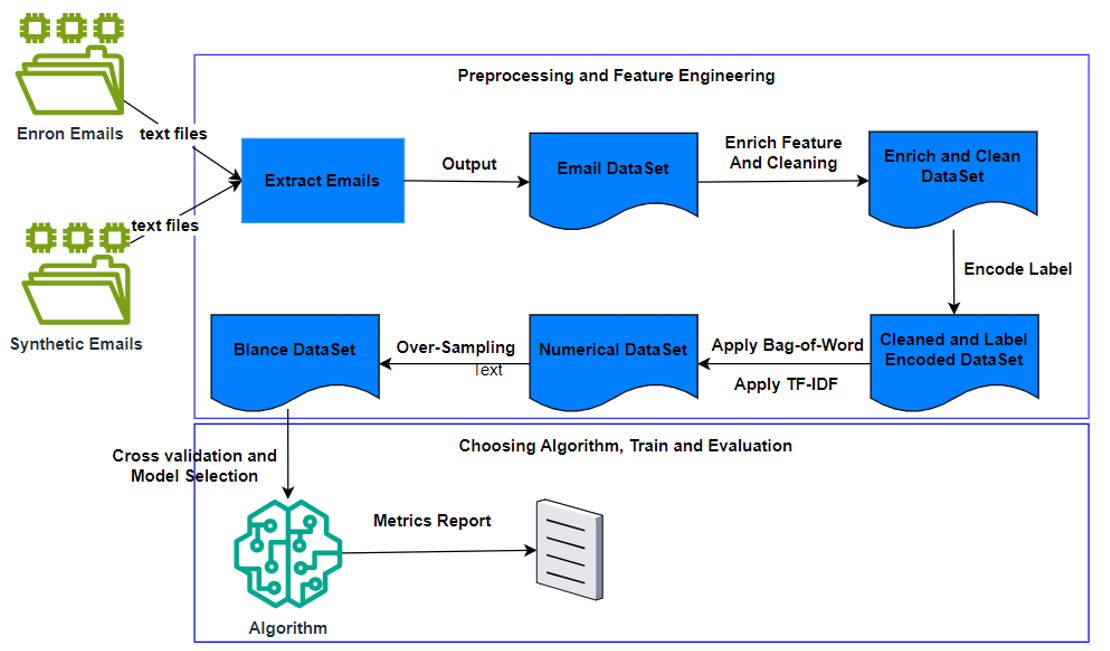 Preprocessing and Feature Engineering
Enron Emails
text files
Extract Emails
Output
Email DataSet
Enrich Feature
And Cleaning
Enrich and Clean
DataSet
text files
Synthetic Emails
Encode Label
Cleaned and Label
Encoded DataSet
Apply Bag-of-Word
Apply TF-IDF
Numerical DataSet
Over-Sampling
Text
Blance DataSet
Choosing Algorithm, Train and Evaluation
Cross validation and
Model Selection
Algorithm
Metrics Report